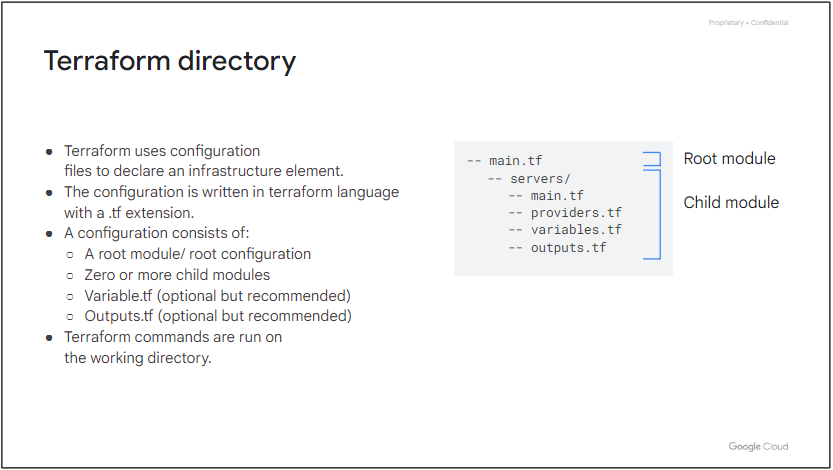 Proprietary + Confidential
Terraform directory
● Terraform uses configuration
files to declare an infrastructure element.
● The configuration is written in terraform language
with a .tf extension.
● A configuration consists of:
○ A root module/ root configuration
○ Zero or more child modules
○ Variable.tf (optional but recommended)
○ Outputs.tf (optional but recommended)
● Terraform commands are run on
the working directory.
-- main.tf
-- servers/
-- main.tf
-- providers.tf
-- variables.tf
-- outputs.tf
Root module
Child module
Google Cloud